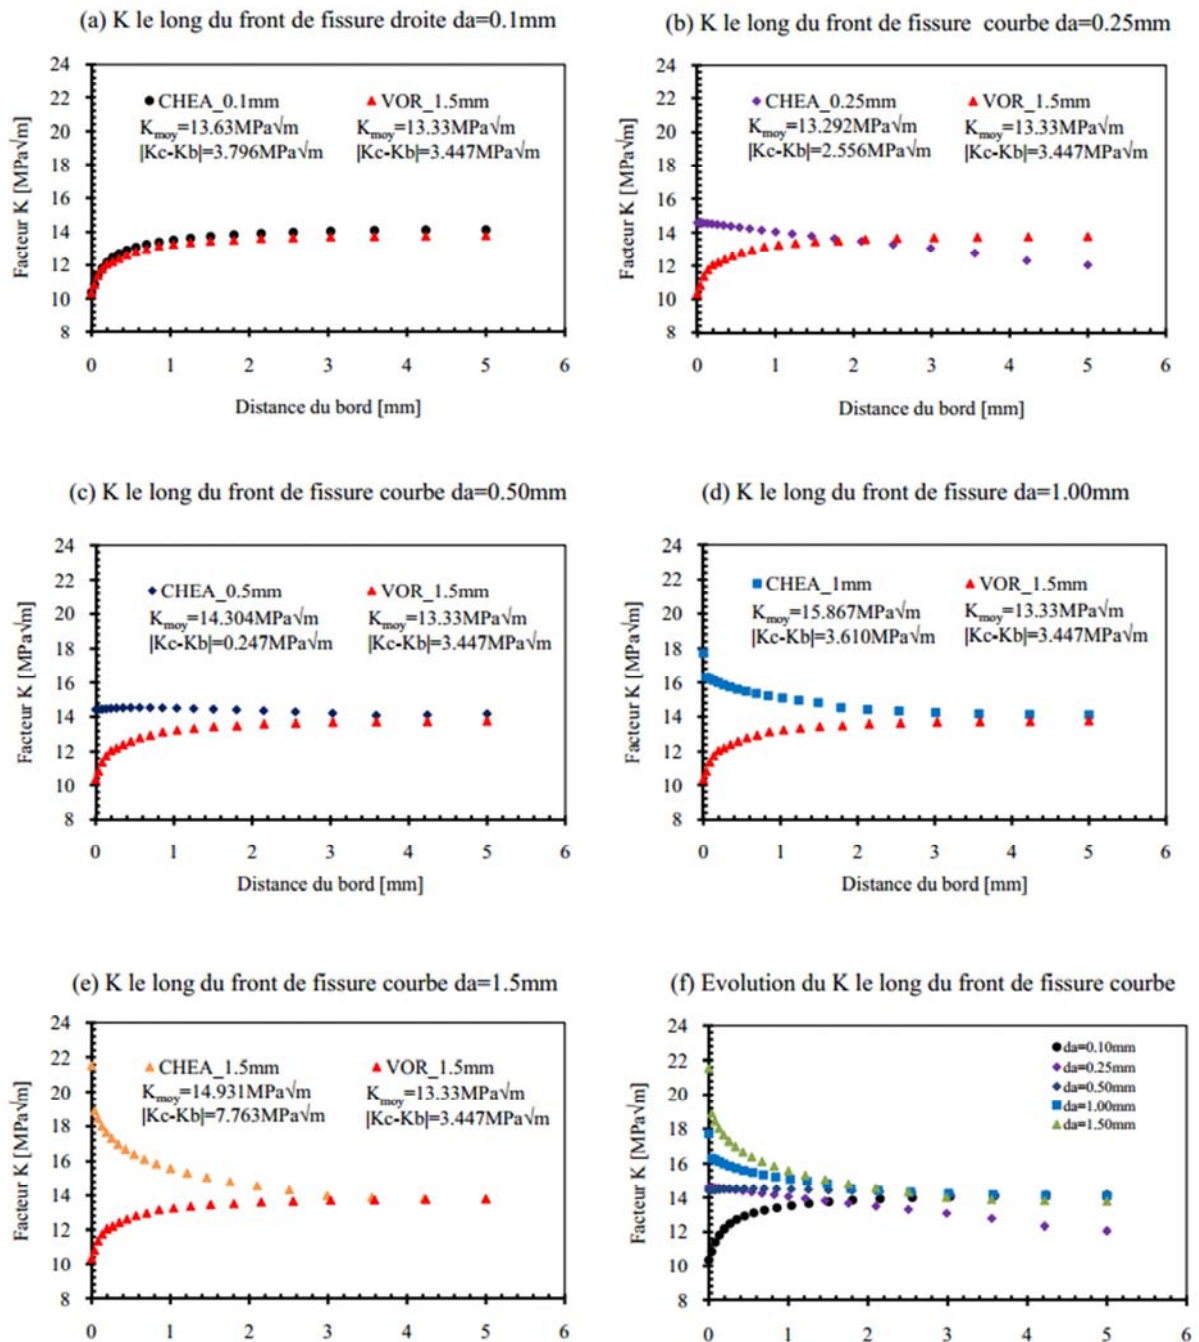 (a) K le long du front de fissure droite da=0.1mm
24
22
20
18
16
14
12
10
8
Facteur K [MPa√m]
CHEA_0.1mm
VOR_1.5mm
Kmoy=13.63MPa√m
Kmoy=13.33MPa√m
|Kc-Kb|=3.796MPa√m
|Kc-Kb|=3.447MPa√m
0 1 2 3 4 5 6
Distance du bord [mm]
(b) K le long du front de fissure courbe da=0.25mm
24
22
20
18
16
14
12
10
8
Facteur K [MPa√m]
CHEA_0.25mm
VOR_1.5mm
Kmoy=13.292MPa√m
Kmoy=13.33MPa√m
|Kc-Kb|=2.556MPa√m
|Kc-Kb|=3.447MPa√m
0 1 2 3 4 5 6
Distance du bord [mm]
(c) K le long du front de fissure courbe da=0.50mm
24
22
20
18
16
14
12
10
8
Facteur K [MPa√m]
CHEA_0.5mm
VOR_1.5mm
Kmoy=14.304MPa√m
Kmoy=13.33MPa√m
|Kc-Kb|=0.247MPa√m
|Kc-Kb|=3.447MPa√m
0 1 2 3 4 5 6
Distance du bord [mm]
(d) K le long du front de fissure da=1.00mm
24
22
20
18
16
14
12
10
8
Facteur K [MPa√m]
CHEA_1mm
VOR_1.5mm
Kmoy=15.867MPa√m
Kmoy=13.33MPa√m
|Kc-Kb|=3.610MPa√m
|Kc-Kb|=3.447MPa√m
0 1 2 3 4 5 6
Distance du bord [mm]
(e) K le long du front de fissure courbe da=1.5mm
24
22
20
18
16
14
12
10
8
Facteur K [MPa√m]
CHEA_1.5mm
VOR_1.5mm
Kmoy=14.931MPa√m
Kmoy=13.33MPa√m
|Kc-Kb|=7.763MPa√m
|Kc-Kb|=3.447MPa√m
0 1 2 3 4 5 6
(f) Evolution du K le long du front de fissure courbe
24
22
20
18
16
14
12
10
8
Facteur K [MPa√m]
da=0.10mm
da=0.25mm
da=0.50mm
da=1.00mm
da=1.50mm
0 1 2 3 4 5 6